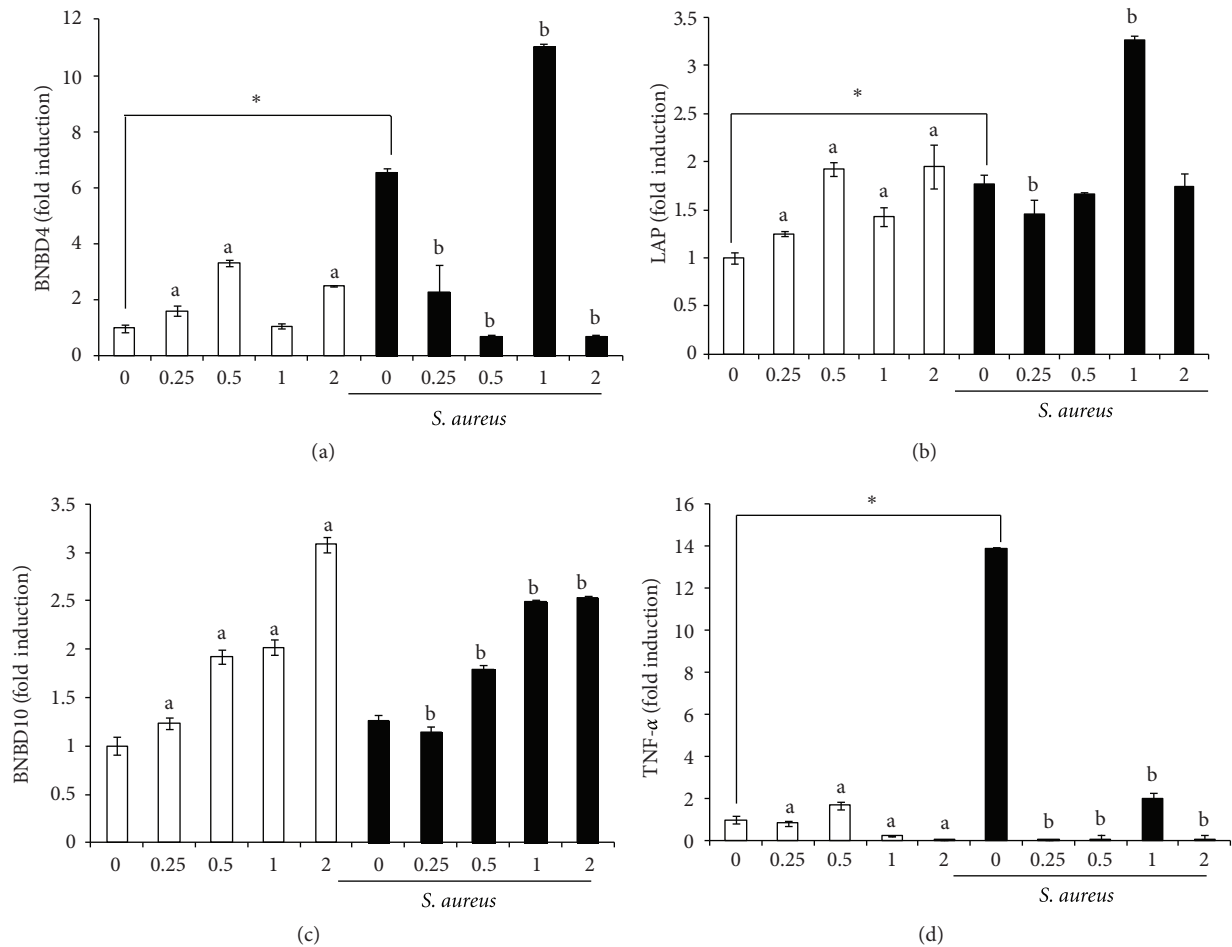 BNBD4 (fold induction)
12
10
8
6
4
2
0
*
a
a
a
b
b
b
b
0 0.25 0.5 1 2 0 0.25 0.5 1 2
S. aureus
(a)
LAP (fold induction)
3.5
3
2.5
2
1.5
1
0.5
0
*
a
a
a
a
b
b
0 0.25 0.5 1 2 0 0.25 0.5 1 2
S. aureus
(b)
BNBD10 (fold induction)
3.5
3
2.5
2
1.5
1
0.5
0
a
a
a
a
b
b
b
b
0 0.25 0.5 1 2 0 0.25 0.5 1 2
S. aureus
(c)
TNF-α (fold induction)
16
14
12
10
8
6
4
2
0
*
a
a
a
a
b
b
b
b
0 0.25 0.5 1 2 0 0.25 0.5 1 2
S. aureus
(d)